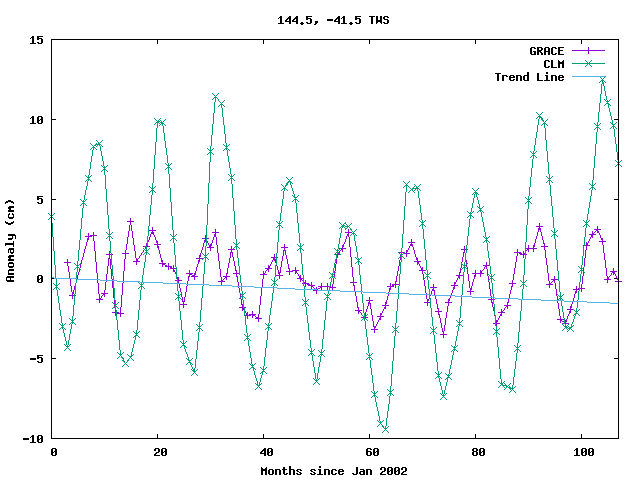 144.5, -41.5 TWS
GRACE
CLM
Trend Line
15
10
5
0
-5
-10
Anomaly (cm)
0 20 40 60 80 100
Months since Jan 2002